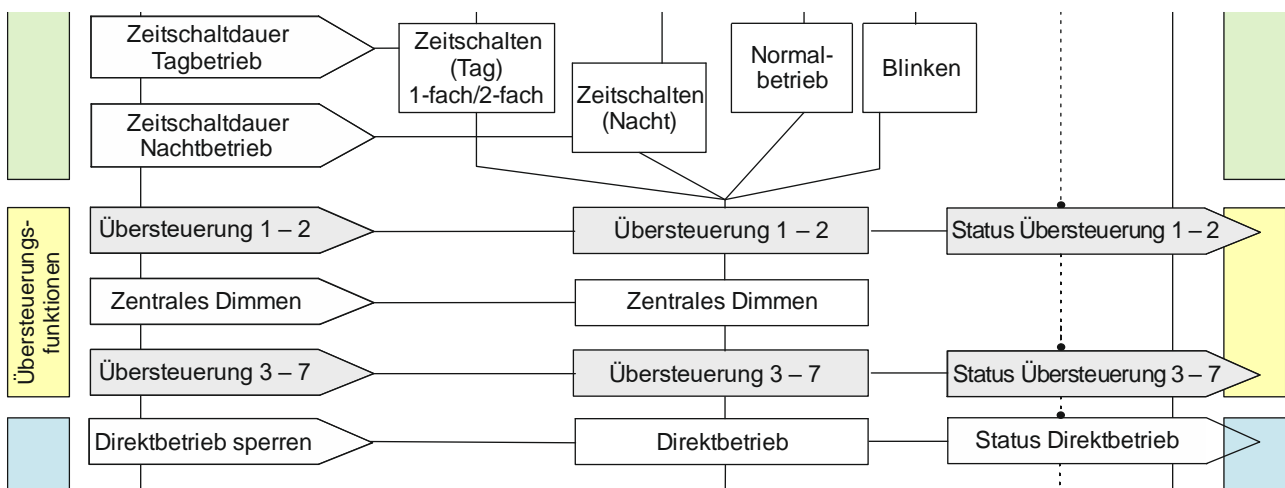 Zeitschaltdauer
Tagbetrieb
Zeitschalten
(Tag)
1-fach/2-fach
Normal-
betrieb
Blinken
Zeitschalten
(Nacht)
Zeitschaltdauer
Nachtbetrieb
Übersteuerungs-
funktionen
Übersteuerung 1 – 2
Übersteuerung 1 – 2
Status Übersteuerung 1 – 2
Zentrales Dimmen
Zentrales Dimmen
Übersteuerung 3 – 7
Übersteuerung 3 – 7
Status Übersteuerung 3 – 7
Direktbetrieb sperren
Direktbetrieb
Status Direktbetrieb